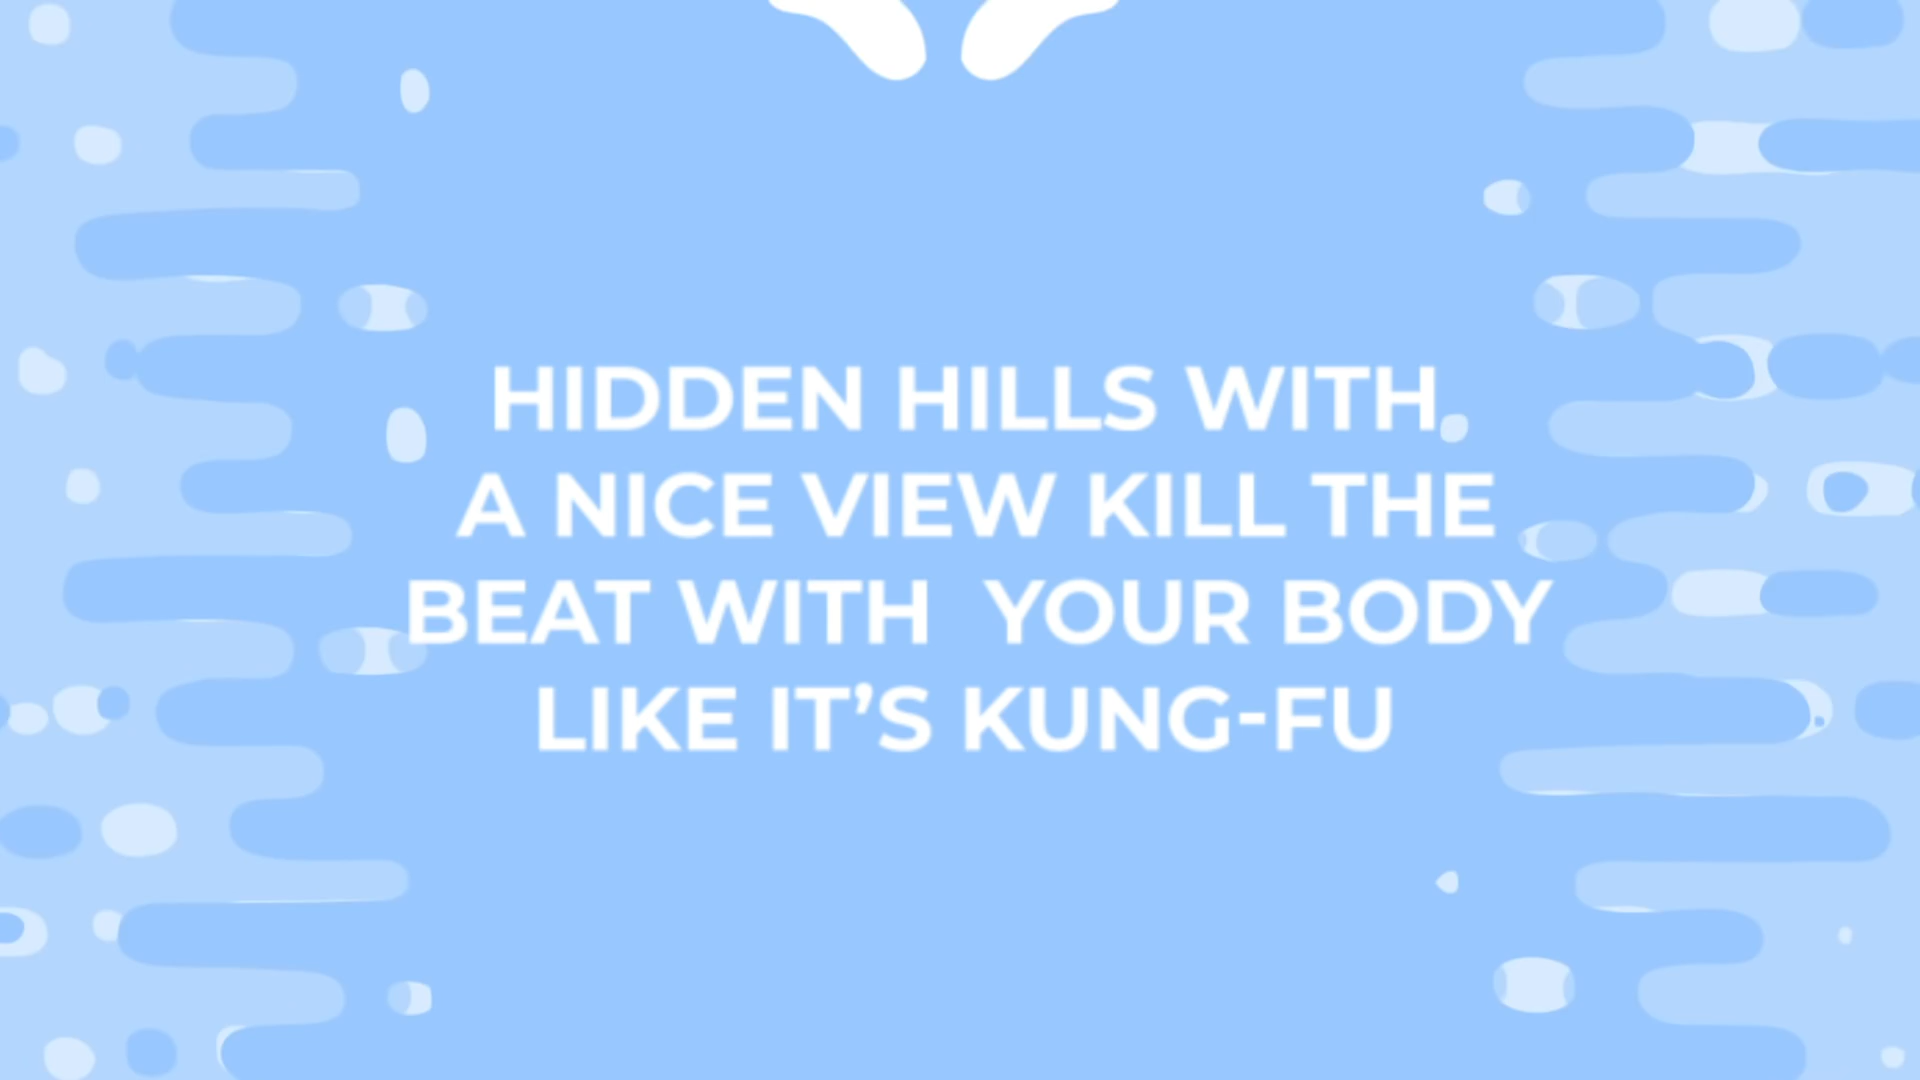 HIDDEN HILLS WITH
A NICE VIEW KILL THE
BEAT WITH  YOUR BODY
LIKE IT’S KUNG-FU